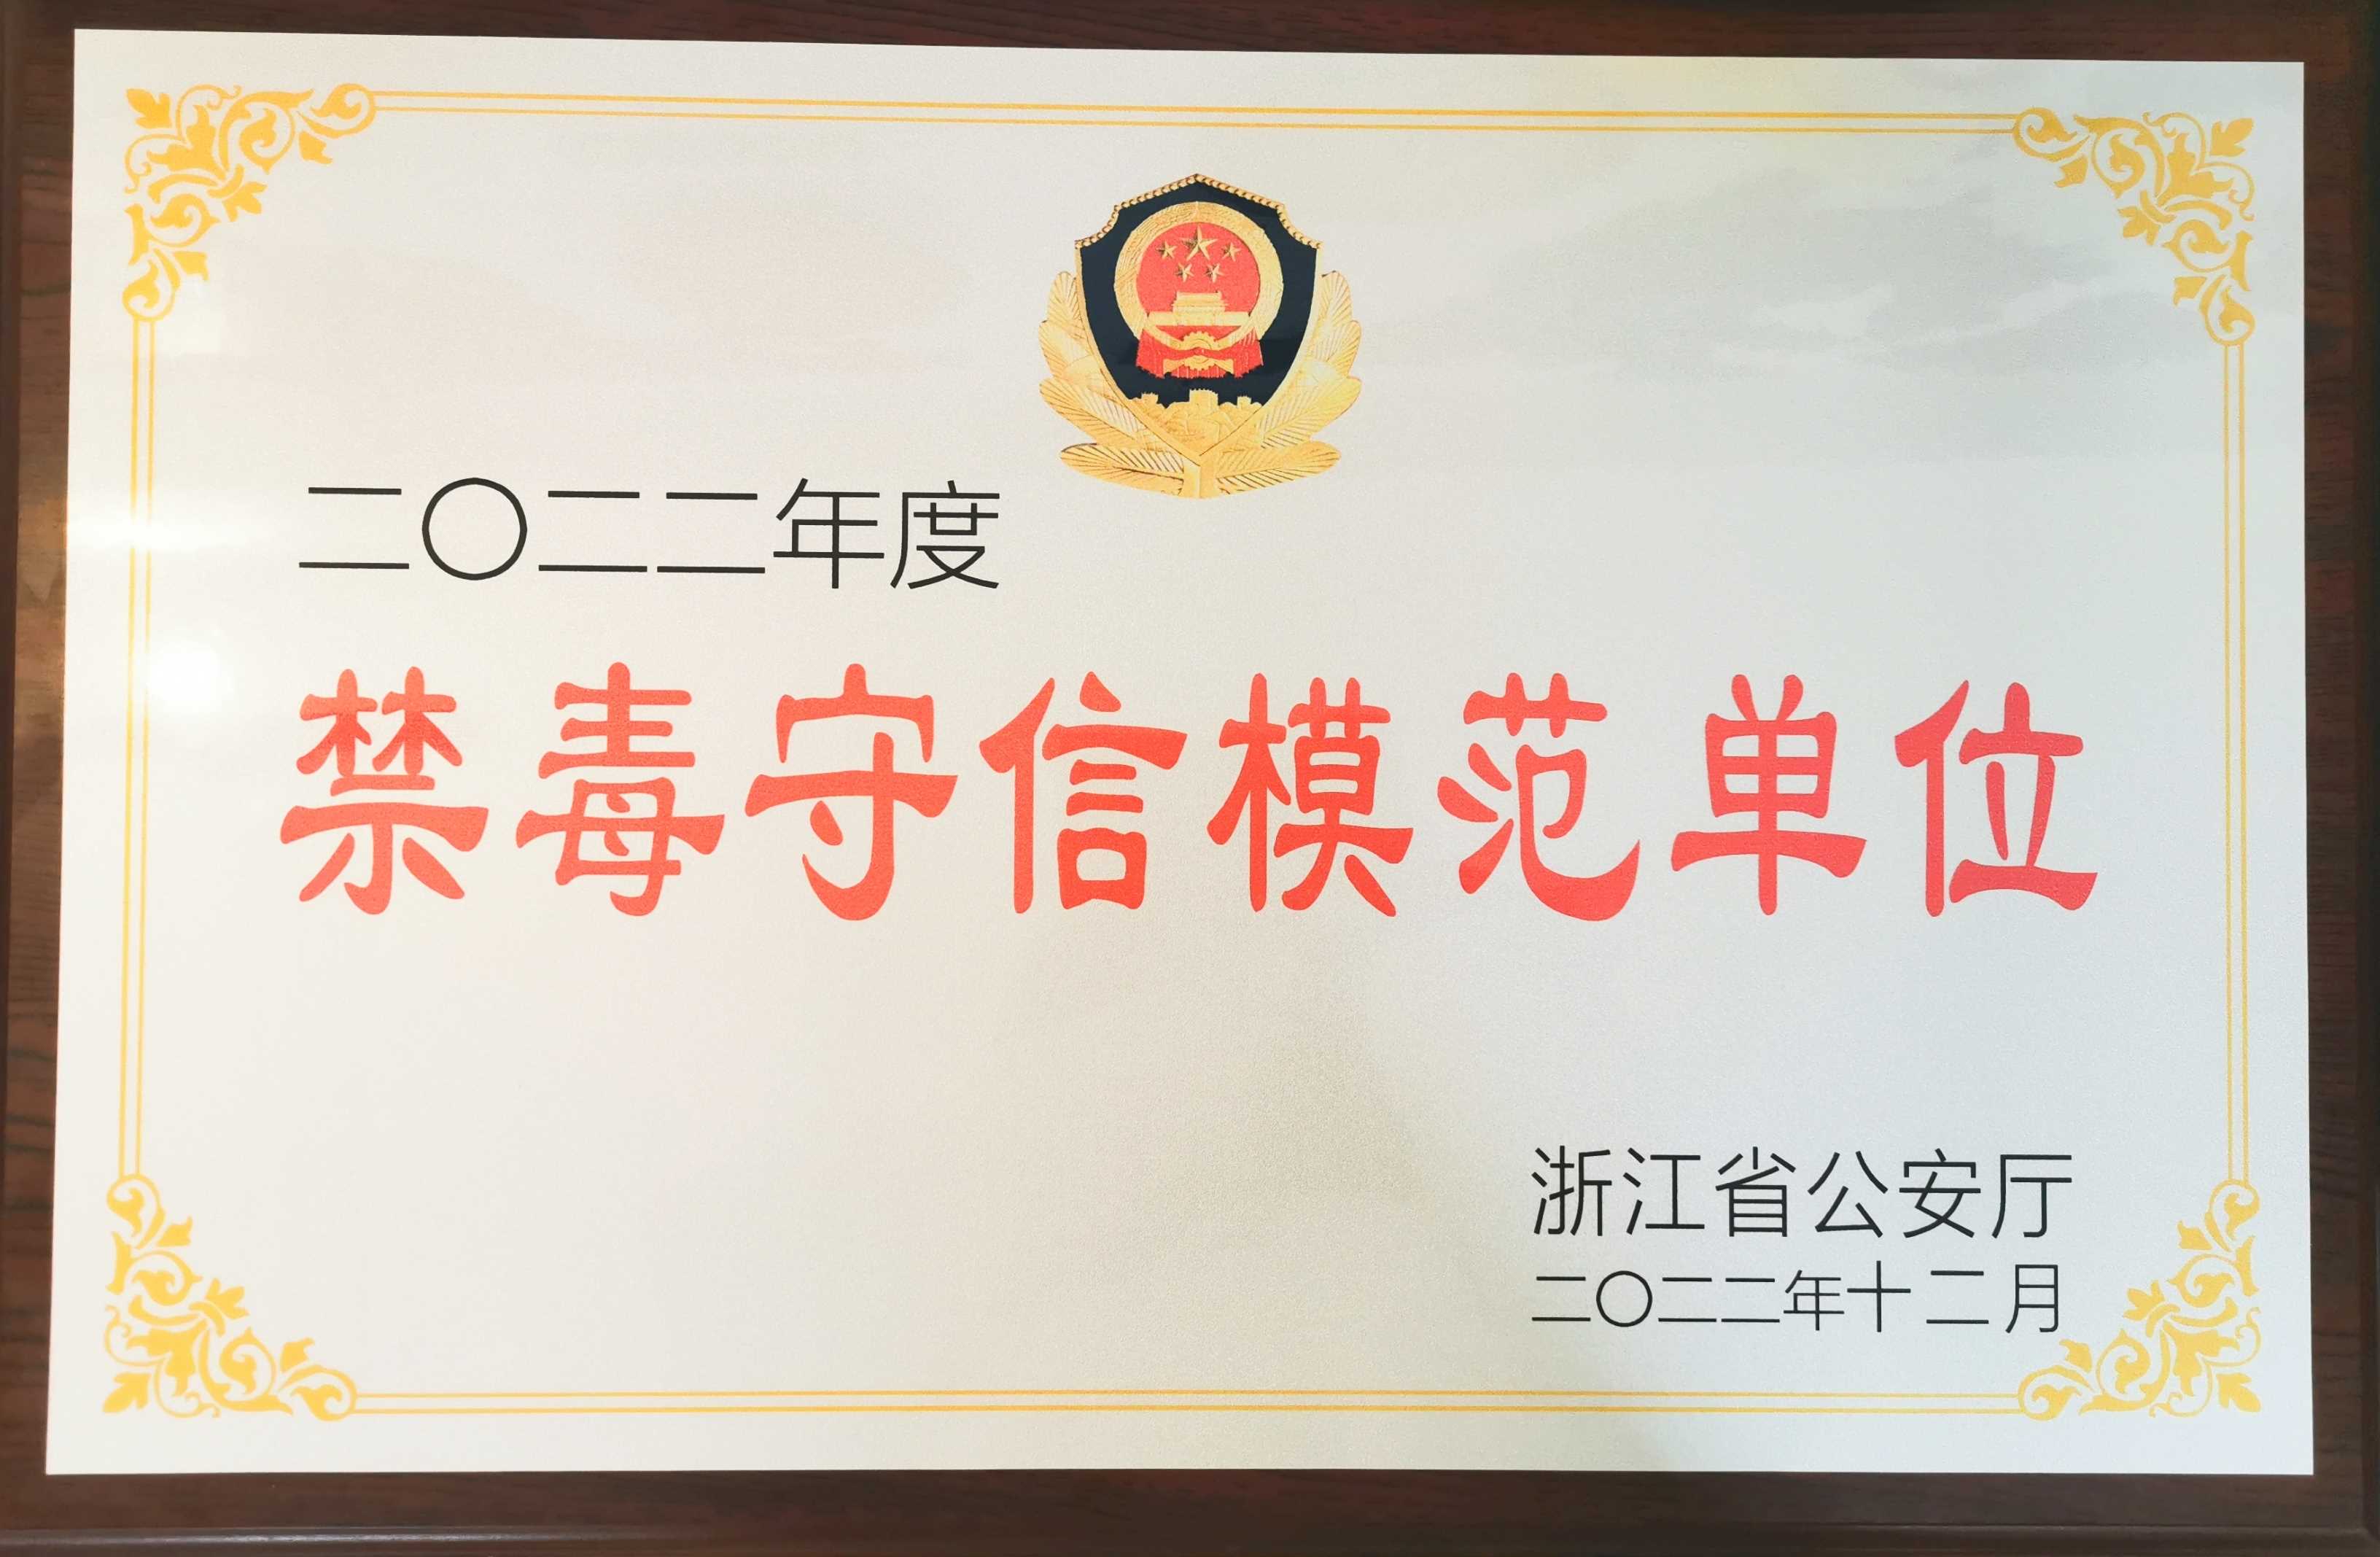 二〇二二年度
禁毒守信模范单位
浙江省公安厅
二〇二二年十二月